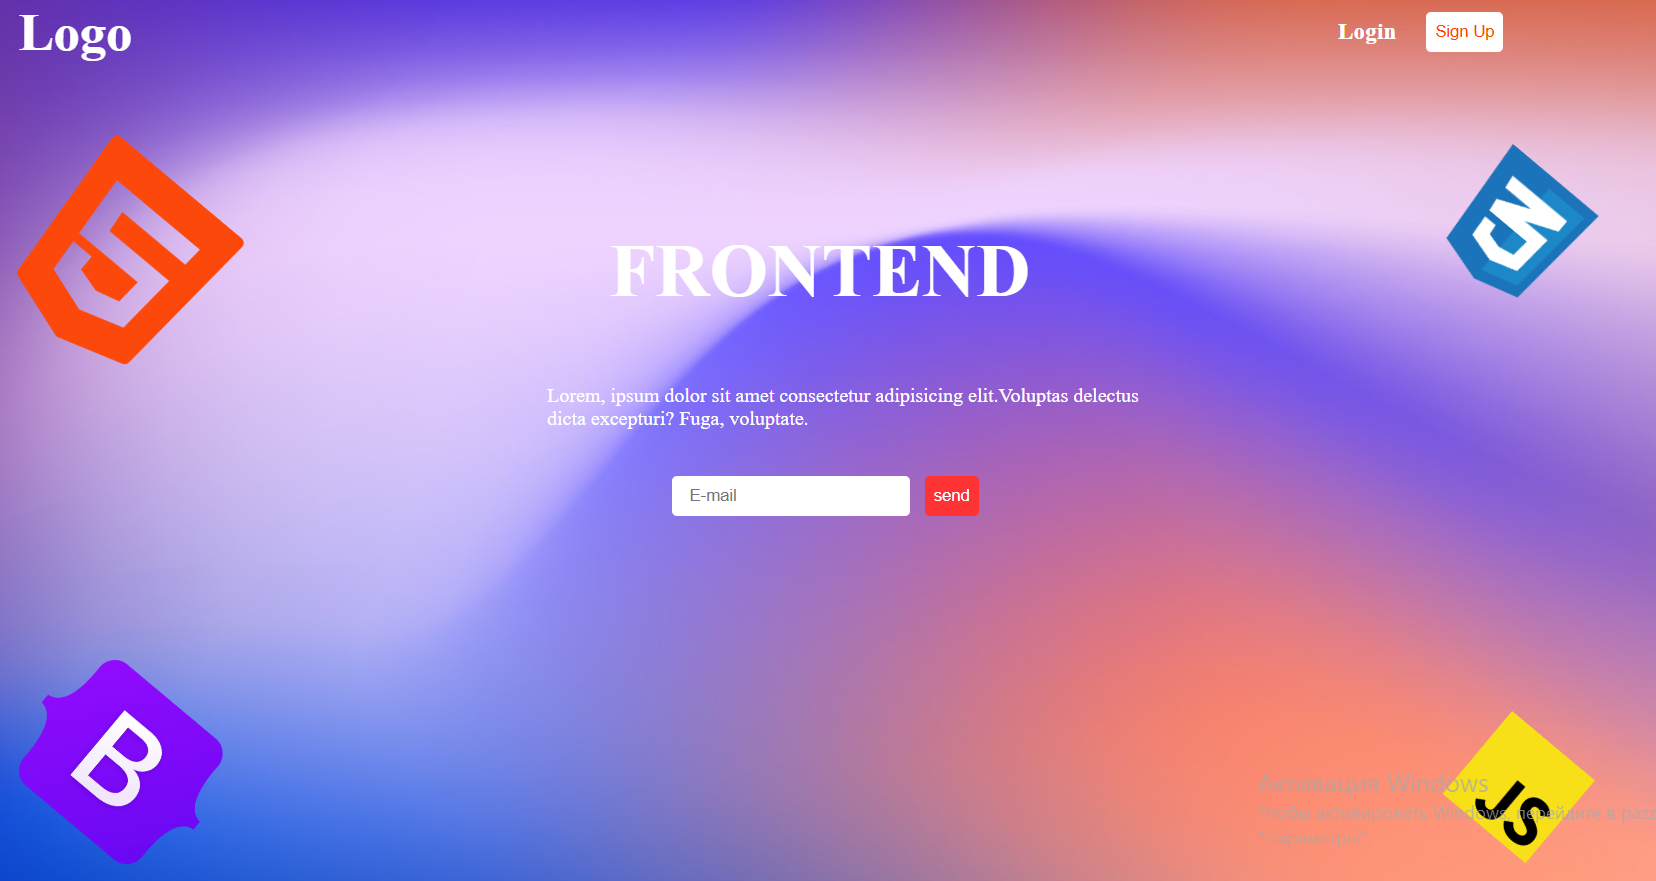 Logo
Login
Sign Up
FRONTEND
Lorem, ipsum dolor sit amet consectetur adipisicing elit.Voluptas delectus
dicta excepturi? Fuga, voluptate.
E-mail
send
B
JS
Активация Windows
Чтобы активировать Windows, перейдите в разд
"Параметры".